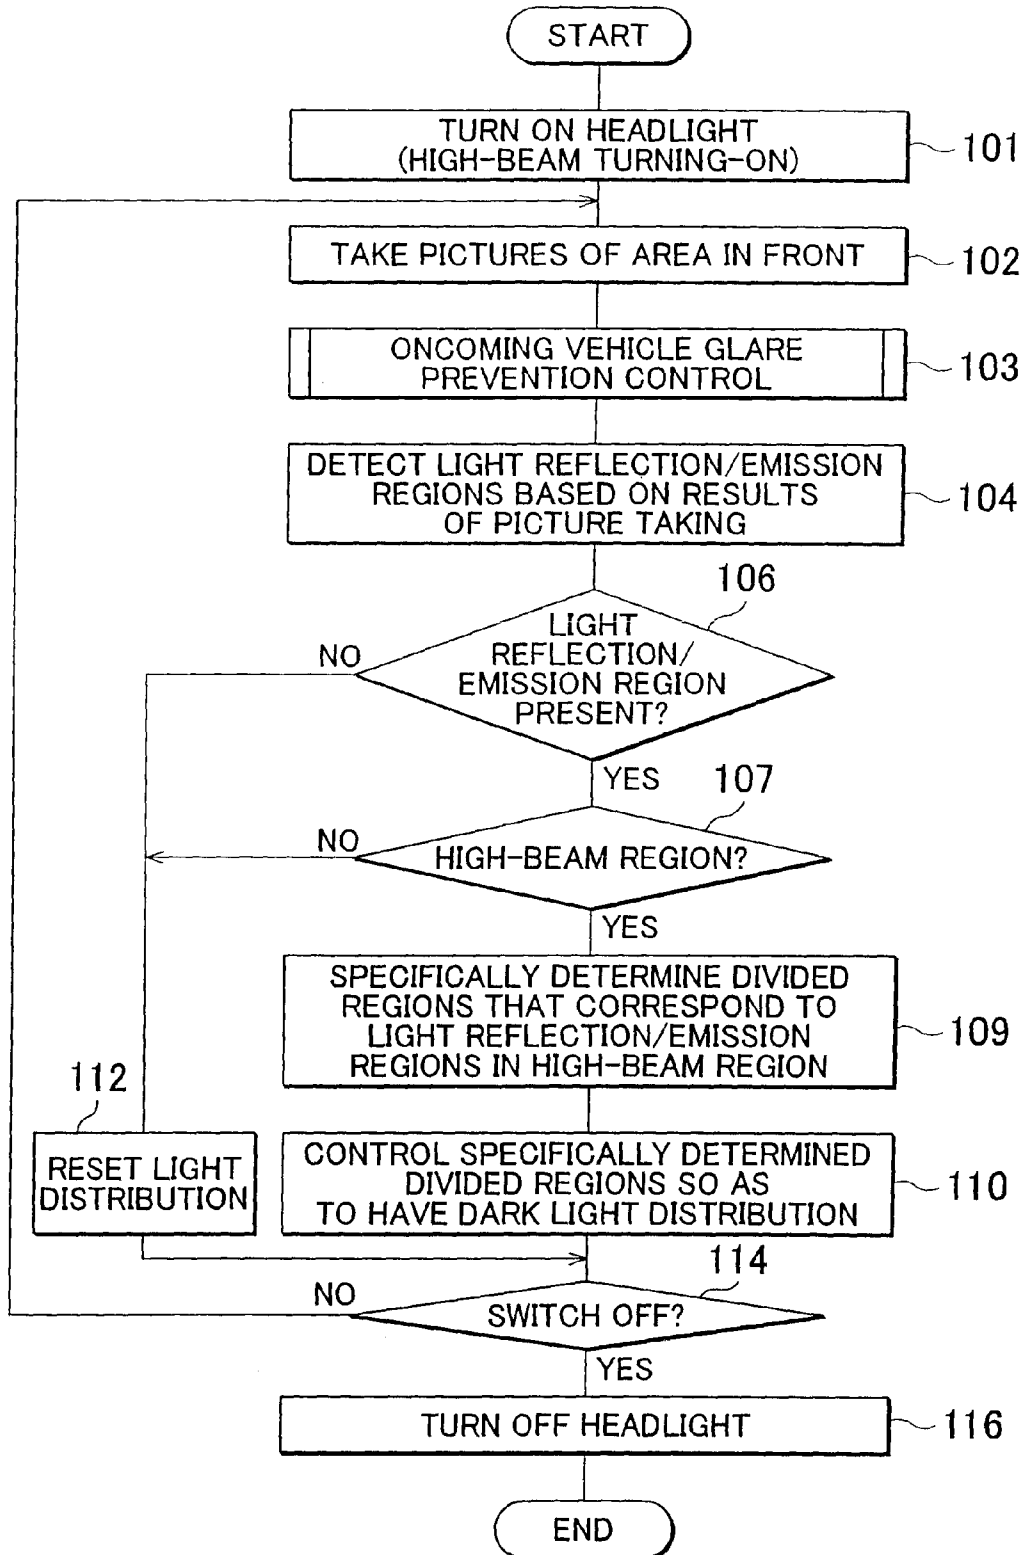 START
TURN ON HEADLIGHT
(HIGH-BEAM TURNING-ON)
101
TAKE PICTURES OF AREA IN FRONT
102
ONCOMING VEHICLE GLARE
PREVENTION CONTROL
103
DETECT LIGHT REFLECTION/EMISSION
REGIONS BASED ON RESULTS
OF PICTURE TAKING
104
106
LIGHT
REFLECTION/
EMISSION REGION
PRESENT?
NO
YES
107
HIGH-BEAM REGION?
NO
YES
SPECIFICALLY DETERMINE DIVIDED
REGIONS THAT CORRESPOND TO
LIGHT REFLECTION/EMISSION
REGIONS IN HIGH-BEAM REGION
109
112
RESET LIGHT
DISTRIBUTION
CONTROL SPECIFICALLY DETERMINED
DIVIDED REGIONS SO AS
TO HAVE DARK LIGHT DISTRIBUTION
110
114
SWITCH OFF?
NO
YES
TURN OFF HEADLIGHT
116
END